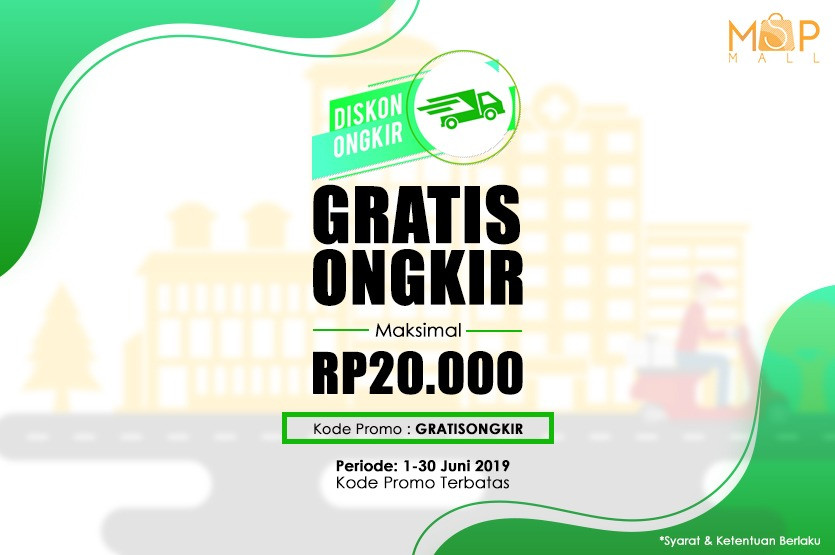 MSP
MALL
DISKON
ONGKIR
GRATIS
ONGKIR
Maksimal
RP20.000
Kode Promo : GRATISONGKIR
Periode: 1-30 Juni 2019
Kode Promo Terbatas
*Syarat & Ketentuan Berlaku